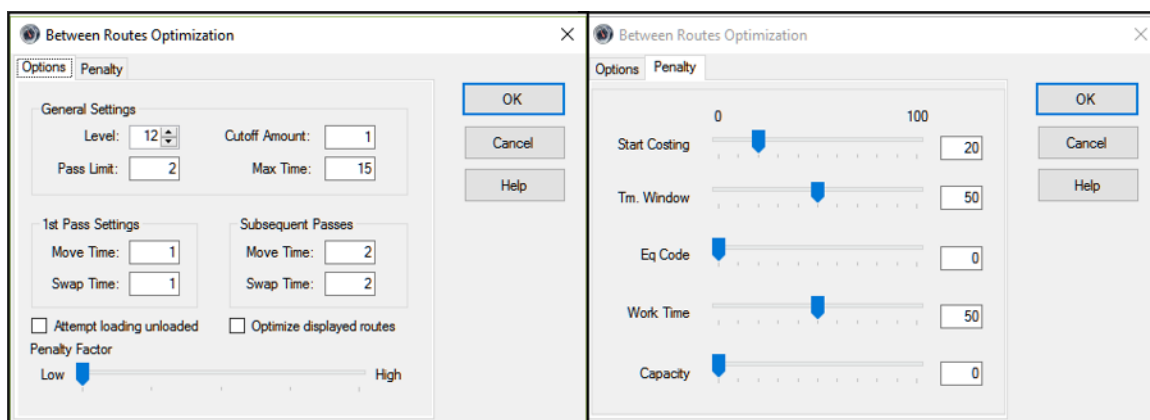 Between Routes Optimization
Options Penalty
General Settings
Level: 12 Cutoff Amount: 1
Pass Limit: 2 Max Time: 15
1st Pass Settings
Move Time: 1
Swap Time: 1
Subsequent Passes
Move Time: 2
Swap Time: 2
Attempt loading unloaded Optimize displayed routes
Penalty Factor
Low High
OK
Cancel
Help
Between Routes Optimization
Options Penalty
0 100
Start Costing 20
Tm. Window 50
Eq Code 0
Work Time 50
Capacity 0
OK
Cancel
Help